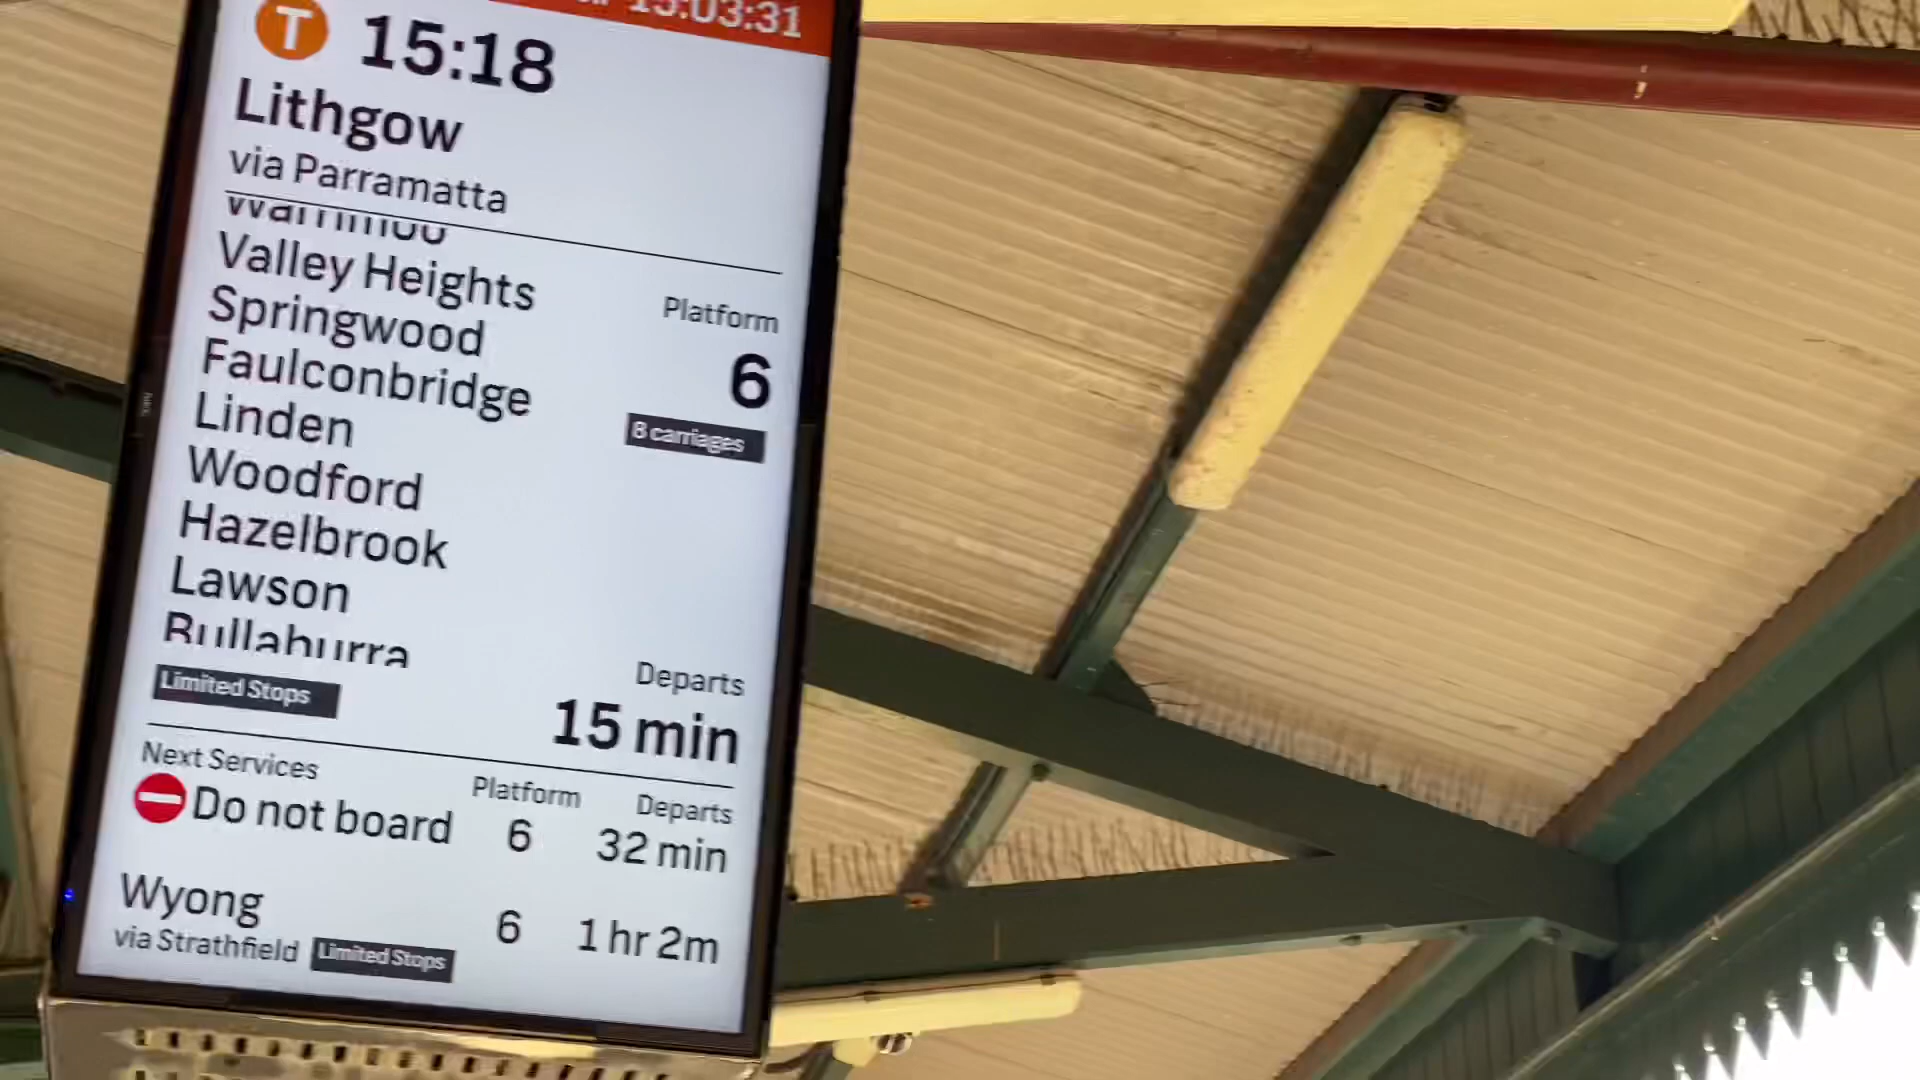 15:03:31
T 15:18
Lithgow
via Parramatta
Valley Heights
Springwood
Faulconbridge
Linden
Woodford
Hazelbrook
Lawson
Bullaburra
Platform
6
8 carriages
Limited Stops
Departs
15 min
Next Services Platform Departs
Do not board 6 32 min
Wyong 6 1 hr 2m
via Strathfield Limited Stops